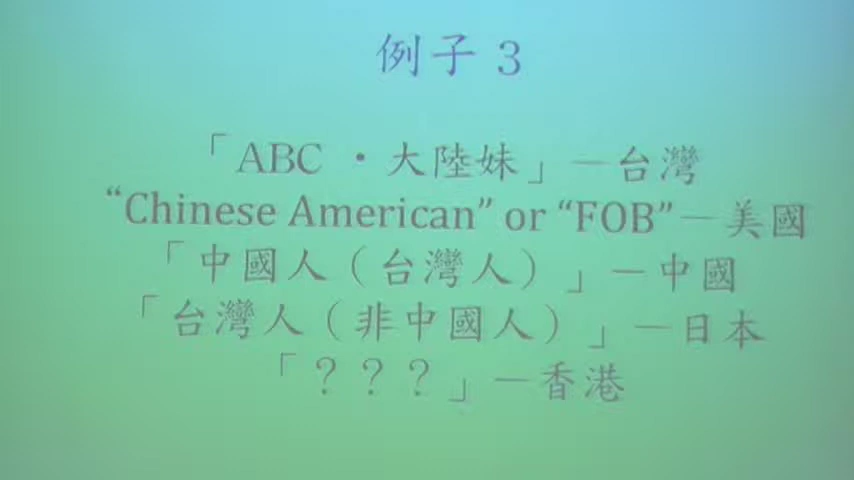 例子 3
「ABC ・大陸妹」－台灣
“Chinese American” or “FOB”－美國
「中國人（台灣人）」－中國
「台灣人（非中國人）」－日本
「？？？」－香港